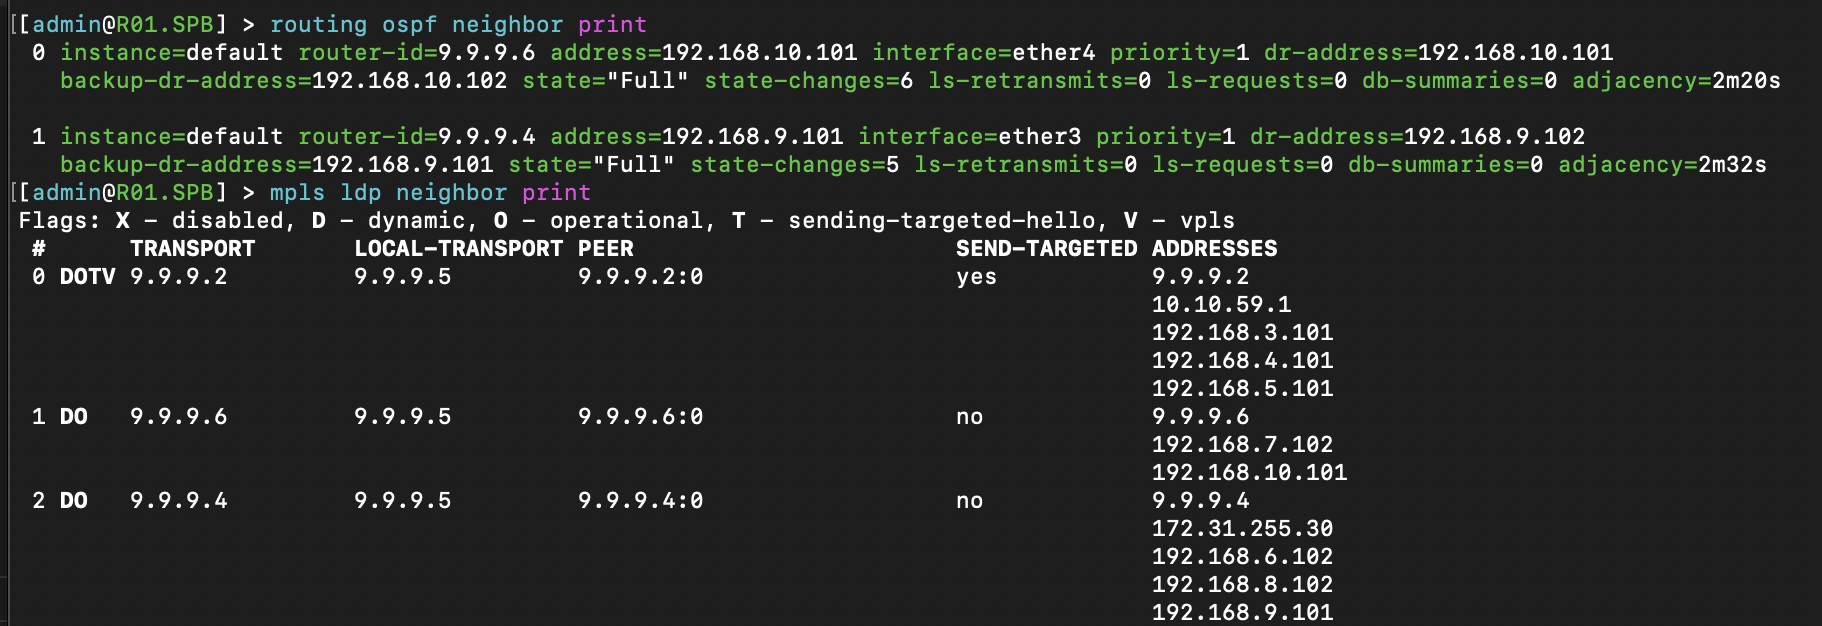 [[admin@R01.SPB] > routing ospf neighbor print
0 instance=default router-id=9.9.9.6 address=192.168.10.101 interface=ether4 priority=1 dr-address=192.168.10.101
backup-dr-address=192.168.10.102 state="Full" state-changes=6 ls-retransmits=0 ls-requests=0 db-summaries=0 adjacency=2m20s
1 instance=default router-id=9.9.9.4 address=192.168.9.101 interface=ether3 priority=1 dr-address=192.168.9.102
backup-dr-address=192.168.9.101 state="Full" state-changes=5 ls-retransmits=0 ls-requests=0 db-summaries=0 adjacency=2m32s
[[admin@R01.SPB] > mpls ldp neighbor print
Flags: X - disabled, D - dynamic, O - operational, T - sending-targeted-hello, V - vpls
# TRANSPORT LOCAL-TRANSPORT PEER SEND-TARGETED ADDRESSES
0 DOTV 9.9.9.2 9.9.9.5 9.9.9.2:0 yes 9.9.9.2
10.10.59.1
192.168.3.101
192.168.4.101
192.168.5.101
1 DO 9.9.9.6 9.9.9.5 9.9.9.6:0 no 9.9.9.6
192.168.7.102
192.168.10.101
2 DO 9.9.9.4 9.9.9.5 9.9.9.4:0 no 9.9.9.4
172.31.255.30
192.168.6.102
192.168.8.102
192.168.9.101